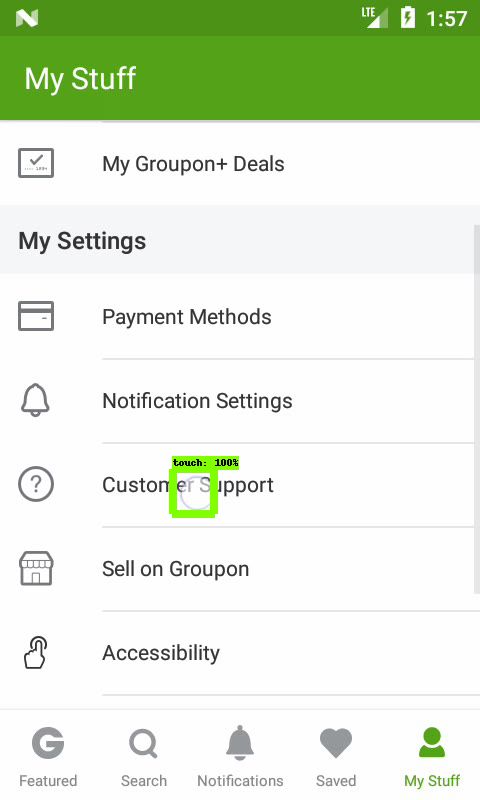 LTE 1:57
My Stuff
My Groupon+ Deals
My Settings
Payment Methods
Notification Settings
touch: 100%
Customer Support
Sell on Groupon
Accessibility
Featured Search Notifications Saved My Stuff